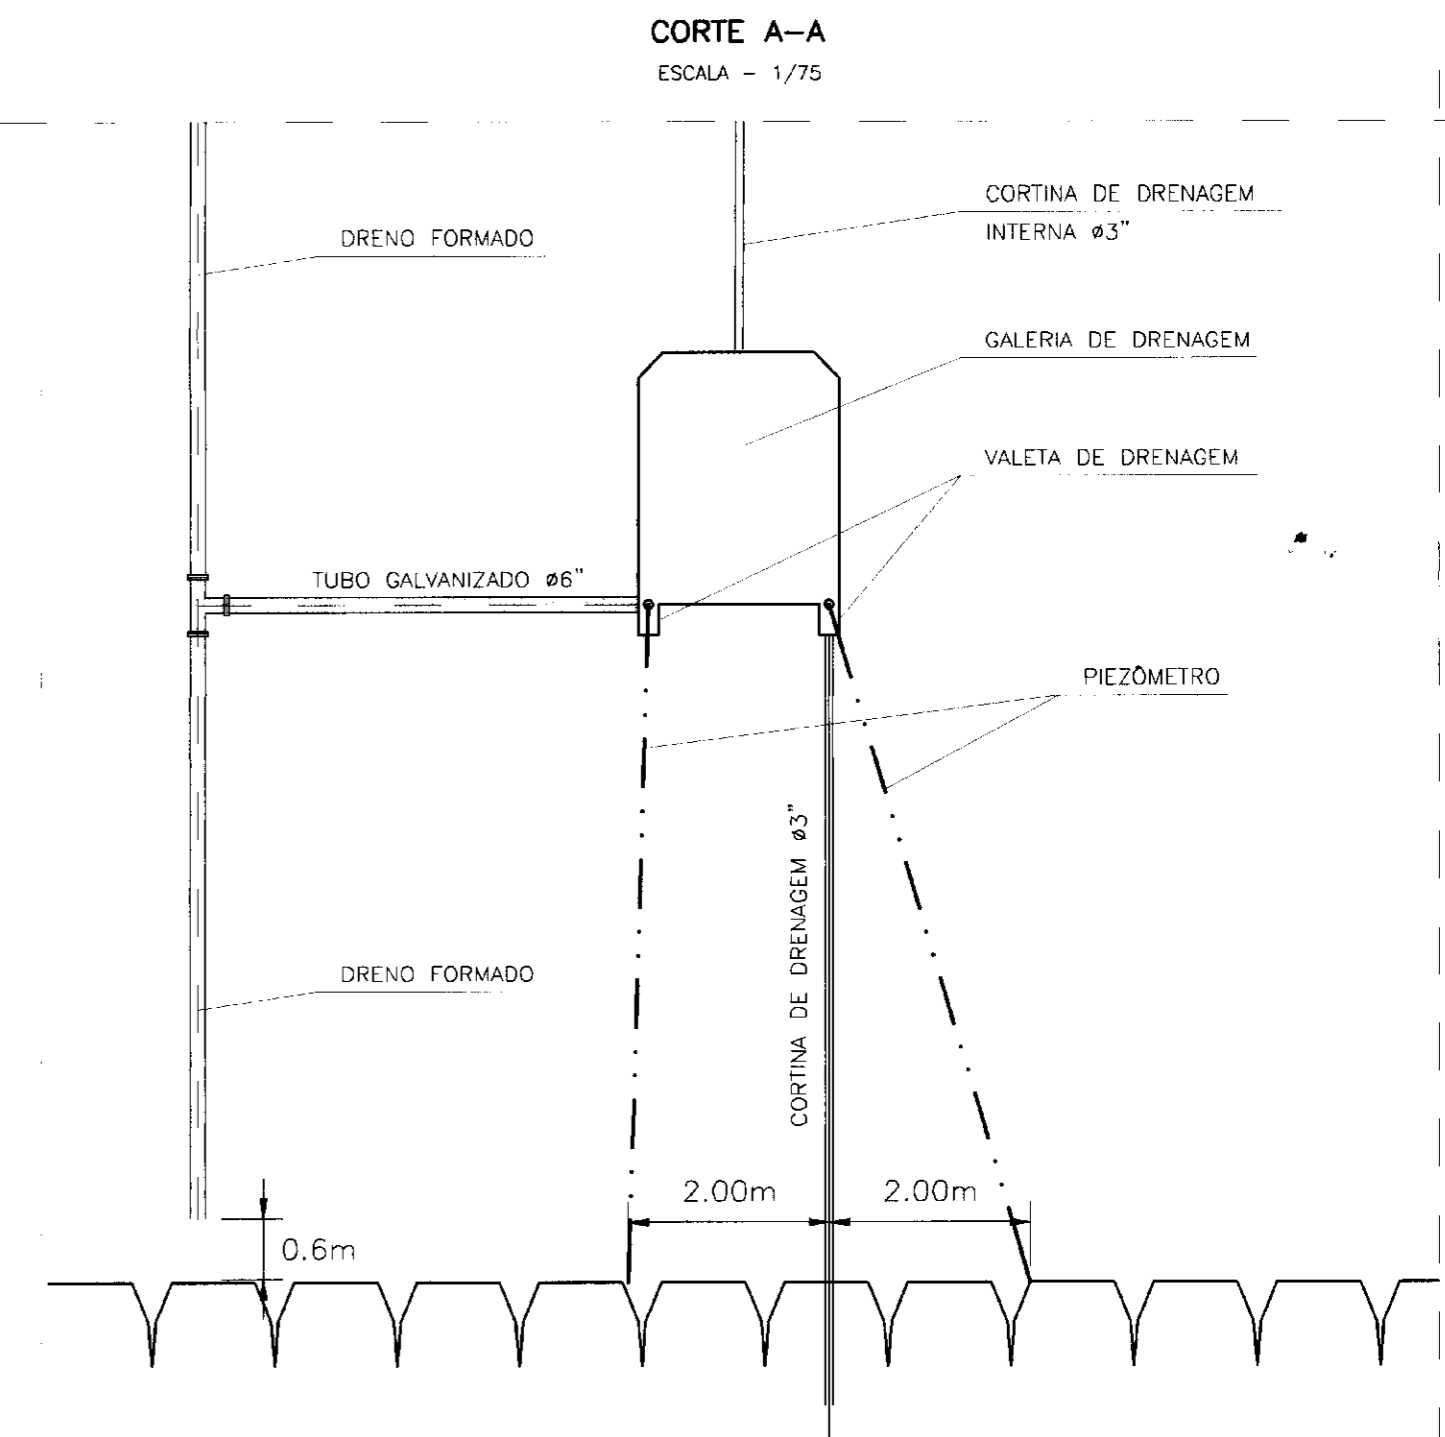 CORTE A-A
ESCALA - 1/75
CORTINA DE DRENAGEM
INTERNA ø3"
DRENO FORMADO
GALERIA DE DRENAGEM
VALETA DE DRENAGEM
TUBO GALVANIZADO ø6"
PIEZÔMETRO
CORTINA DE DRENAGEM ø3"
DRENO FORMADO
2.00m
2.00m
0.6m